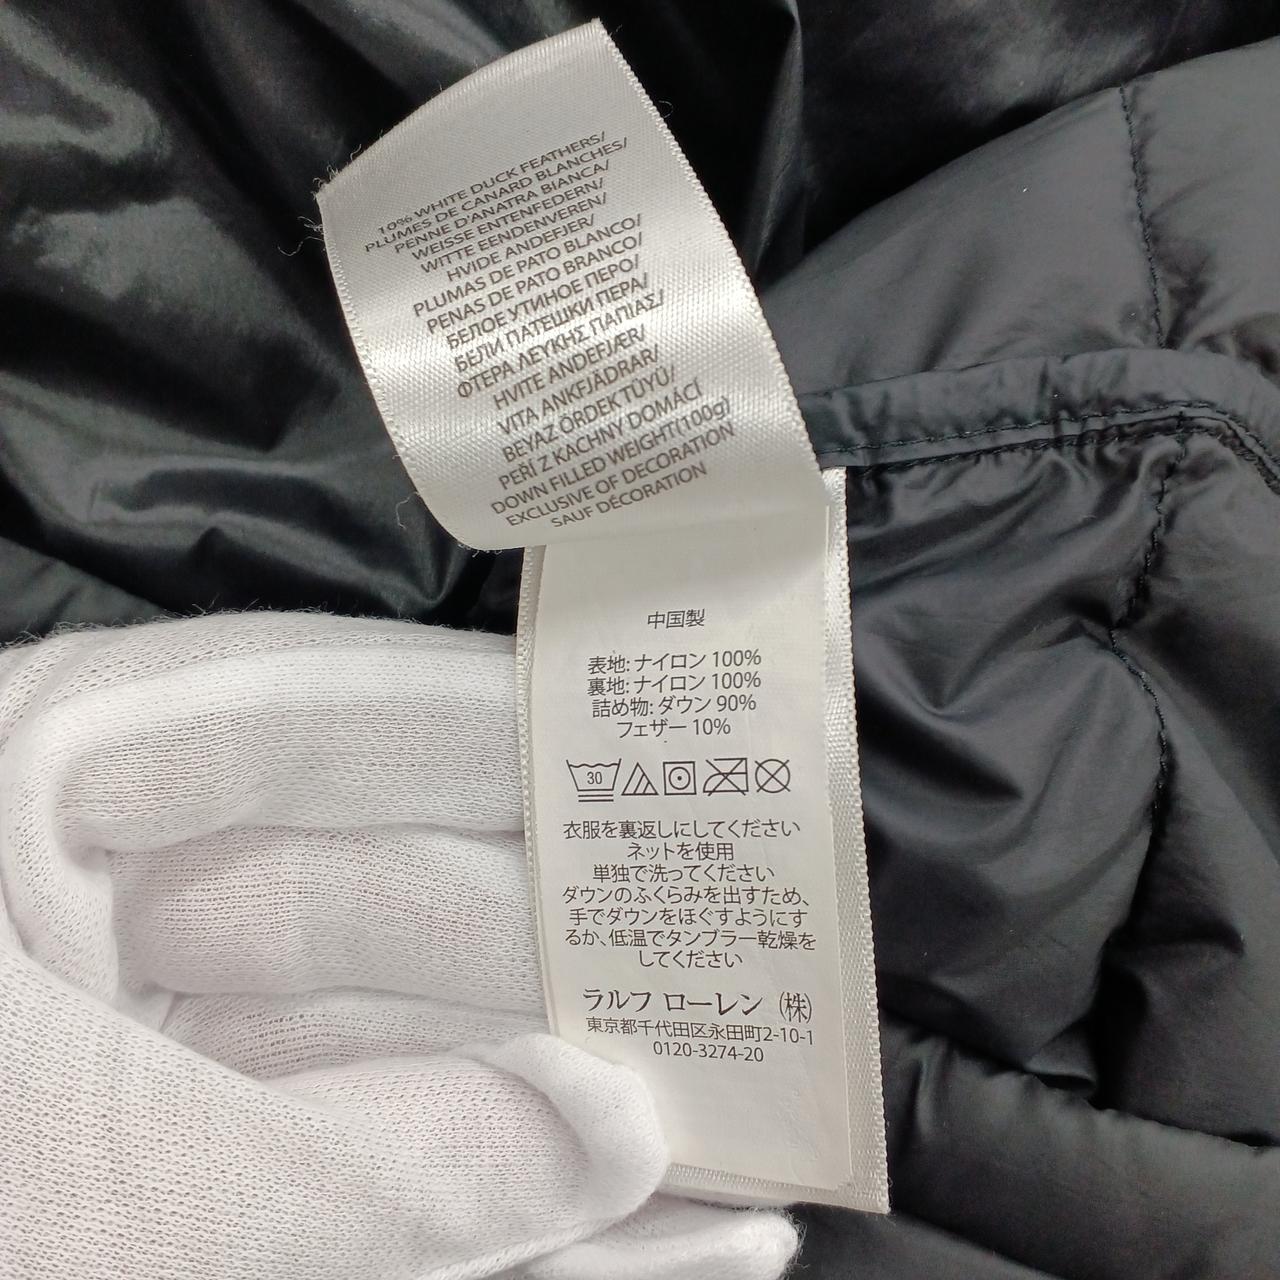 10% WHITE DUCK FEATHERS/
PLUMES DE CANARD BLANCHES/
PENNE D'ANATRA BIANCA/
WEISSE ENTENFEDERN/
WITTE EENDENVEREN/
HVIDE ANDEFJER/
PLUMAS DE PATO BLANCO/
PENAS DE PATO BRANCO/
БЕЛОЕ УТИНОЕ ПЕРО/
БЕЛИ ПАТЕШКИ ПЕРА/
ΦΤΕΡΑ ΛΕΥΚΗΣ ΠΑΠΙΑΣ/
HVITE ANDEFJÆR/
VITA ANKFJÄDRAR/
BEYAZ ÖRDEK TÜYÜ/
PEŘÍ Z KACHNY DOMÁCÍ
DOWN FILLED WEIGHT(100g)
EXCLUSIVE OF DECORATION
SAUF DÉCORATION
中国製
表地: ナイロン 100%
裏地: ナイロン 100%
詰め物: ダウン 90%
フェザー 10%
30
衣服を裏返しにしてください
ネットを使用
単独で洗ってください
ダウンのふくらみを出すため、
手でダウンをほぐすようにす
るか、低温でタンブラー乾燥を
してください
ラルフ ローレン (株)
東京都千代田区永田町2-10-1
0120-3274-20